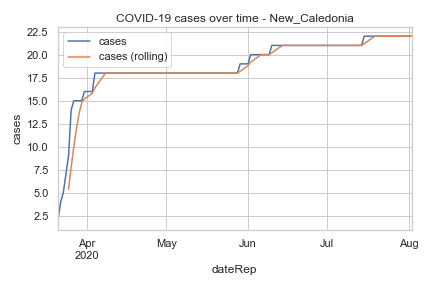 COVID-19 cases over time - New_Caledonia
22.5
20.0
17.5
15.0
12.5
10.0
7.5
5.0
2.5
cases
cases
cases (rolling)
Apr
2020
May
Jun
Jul
Aug
dateRep